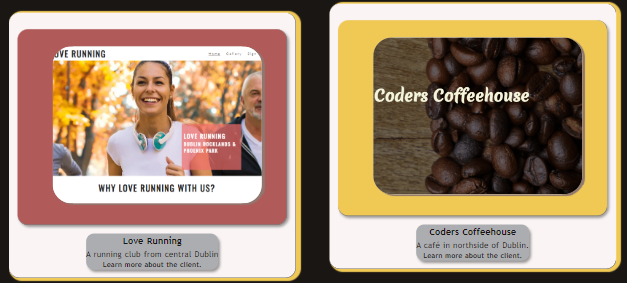 LOVE RUNNING
Home
LOVE RUNNING
DUBLIN DOCKLANDS &
PHOENIX PARK
WHY LOVE RUNNING WITH US?
Love Running
A running club from central Dublin
Learn more about the client.
Coders Coffeehouse
Coders Coffeehouse
A café in northside of Dublin.
Learn more about the client.